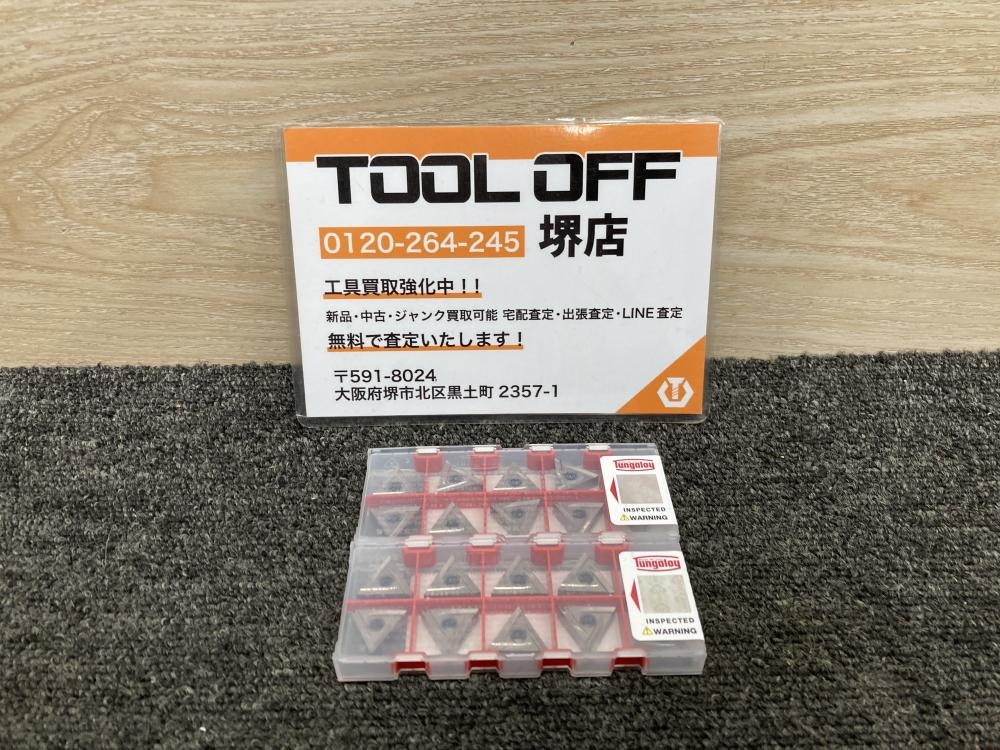 TOOL OFF
0120-264-245 堺店
工具買取強化中!!
新品・中古・ジャンク買取可能 宅配査定・出張査定・LINE査定
無料で査定いたします!
〒591-8024
大阪府堺市北区黒土町 2357-1
Tungaloy
INSPECTED
⚠WARNING
Tungaloy
INSPECTED
⚠WARNING